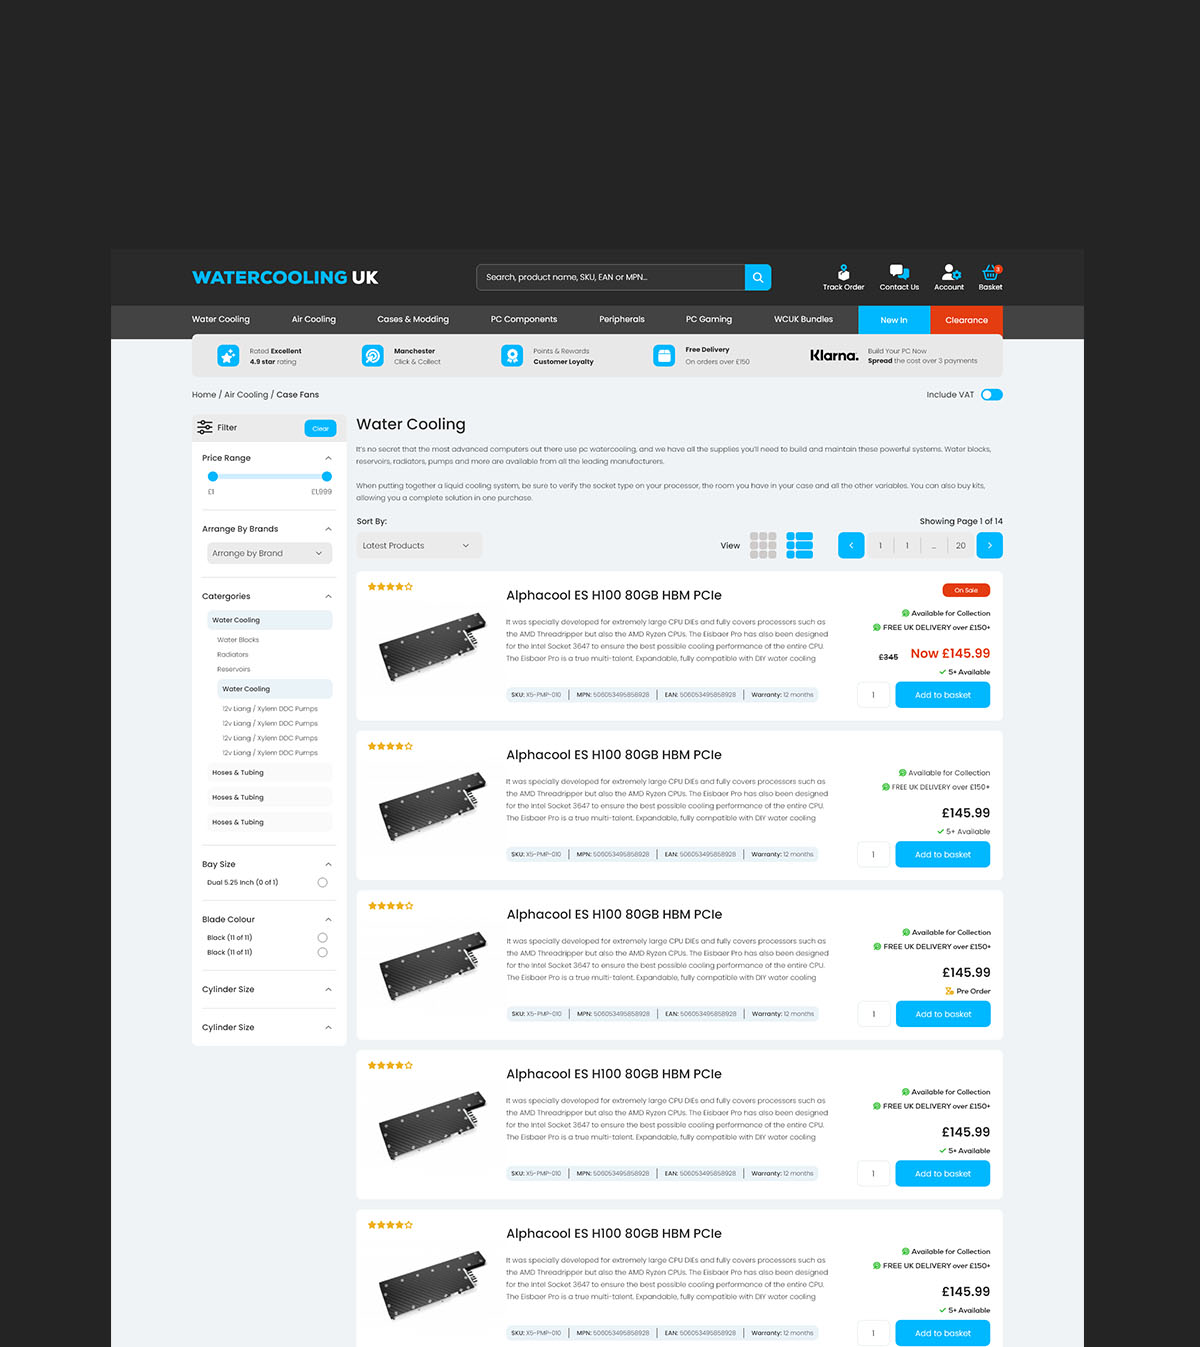 WATERCOOLING UK
Search, product name, SKU, EAN or MPN...
Track Order
Contact Us
Account
3
Basket
Water Cooling
Air Cooling
Cases & Modding
PC Components
Peripherals
PC Gaming
WCUK Bundles
New In
Clearance
Rated Excellent
4.9 star rating
Manchester
Click & Collect
Points & Rewards
Customer Loyalty
Free Delivery
On orders over £150
Klarna.
Build Your PC Now
Spread the cost over 3 payments
Home / Air Cooling / Case Fans
Include VAT
Filter
Clear
Price Range
£1
£1,999
Arrange By Brands
Arrange by Brand
Catergories
Water Cooling
Water Blocks
Radiators
Reservoirs
Water Cooling
12v Liang / Xylem DDC Pumps
12v Liang / Xylem DDC Pumps
12v Liang / Xylem DDC Pumps
12v Liang / Xylem DDC Pumps
Hoses & Tubing
Hoses & Tubing
Hoses & Tubing
Bay Size
Dual 5.25 Inch (0 of 1)
Blade Colour
Black (11 of 11)
Black (11 of 11)
Cylinder Size
Cylinder Size
Water Cooling
It's no secret that the most advanced computers out there use pc watercooling, and we have all the supplies you'll need to build and maintain these powerful systems. Water blocks,
reservoirs, radiators, pumps and more are available from all the leading manufacturers.
When putting together a liquid cooling system, be sure to verify the socket type on your processor, the room you have in your case and all the other variables. You can also buy kits,
allowing you a complete solution in one purchase.
Sort By:
Showing Page 1 of 14
Latest Products
View
1
1
...
20
Alphacool ES H100 80GB HBM PCIe
It was specially developed for extremely large CPU DIEs and fully covers processors such as
the AMD Threadripper but also the AMD Ryzen CPUs. The Eisbaer Pro has also been designed
for the Intel Socket 3647 to ensure the best possible cooling performance of the entire CPU.
The Eisbaer Pro is a true multi-talent. Expandable, fully compatible with DIY water cooling
SKU: X5-PMP-010 | MPN: 506053495858928 | EAN: 506053495858928 | Warranty: 12 months
On Sale
Available for Collection
FREE UK DELIVERY over £150+
£345 Now £145.99
5+ Available
1
Add to basket
Alphacool ES H100 80GB HBM PCIe
It was specially developed for extremely large CPU DIEs and fully covers processors such as
the AMD Threadripper but also the AMD Ryzen CPUs. The Eisbaer Pro has also been designed
for the Intel Socket 3647 to ensure the best possible cooling performance of the entire CPU.
The Eisbaer Pro is a true multi-talent. Expandable, fully compatible with DIY water cooling
SKU: X5-PMP-010 | MPN: 506053495858928 | EAN: 506053495858928 | Warranty: 12 months
Available for Collection
FREE UK DELIVERY over £150+
£145.99
5+ Available
1
Add to basket
Alphacool ES H100 80GB HBM PCIe
It was specially developed for extremely large CPU DIEs and fully covers processors such as
the AMD Threadripper but also the AMD Ryzen CPUs. The Eisbaer Pro has also been designed
for the Intel Socket 3647 to ensure the best possible cooling performance of the entire CPU.
The Eisbaer Pro is a true multi-talent. Expandable, fully compatible with DIY water cooling
SKU: X5-PMP-010 | MPN: 506053495858928 | EAN: 506053495858928 | Warranty: 12 months
Available for Collection
FREE UK DELIVERY over £150+
£145.99
Pre Order
1
Add to basket
Alphacool ES H100 80GB HBM PCIe
It was specially developed for extremely large CPU DIEs and fully covers processors such as
the AMD Threadripper but also the AMD Ryzen CPUs. The Eisbaer Pro has also been designed
for the Intel Socket 3647 to ensure the best possible cooling performance of the entire CPU.
The Eisbaer Pro is a true multi-talent. Expandable, fully compatible with DIY water cooling
SKU: X5-PMP-010 | MPN: 506053495858928 | EAN: 506053495858928 | Warranty: 12 months
Available for Collection
FREE UK DELIVERY over £150+
£145.99
5+ Available
1
Add to basket
Alphacool ES H100 80GB HBM PCIe
It was specially developed for extremely large CPU DIEs and fully covers processors such as
the AMD Threadripper but also the AMD Ryzen CPUs. The Eisbaer Pro has also been designed
for the Intel Socket 3647 to ensure the best possible cooling performance of the entire CPU.
The Eisbaer Pro is a true multi-talent. Expandable, fully compatible with DIY water cooling
SKU: X5-PMP-010 | MPN: 506053495858928 | EAN: 506053495858928 | Warranty: 12 months
Available for Collection
FREE UK DELIVERY over £150+
£145.99
5+ Available
1
Add to basket